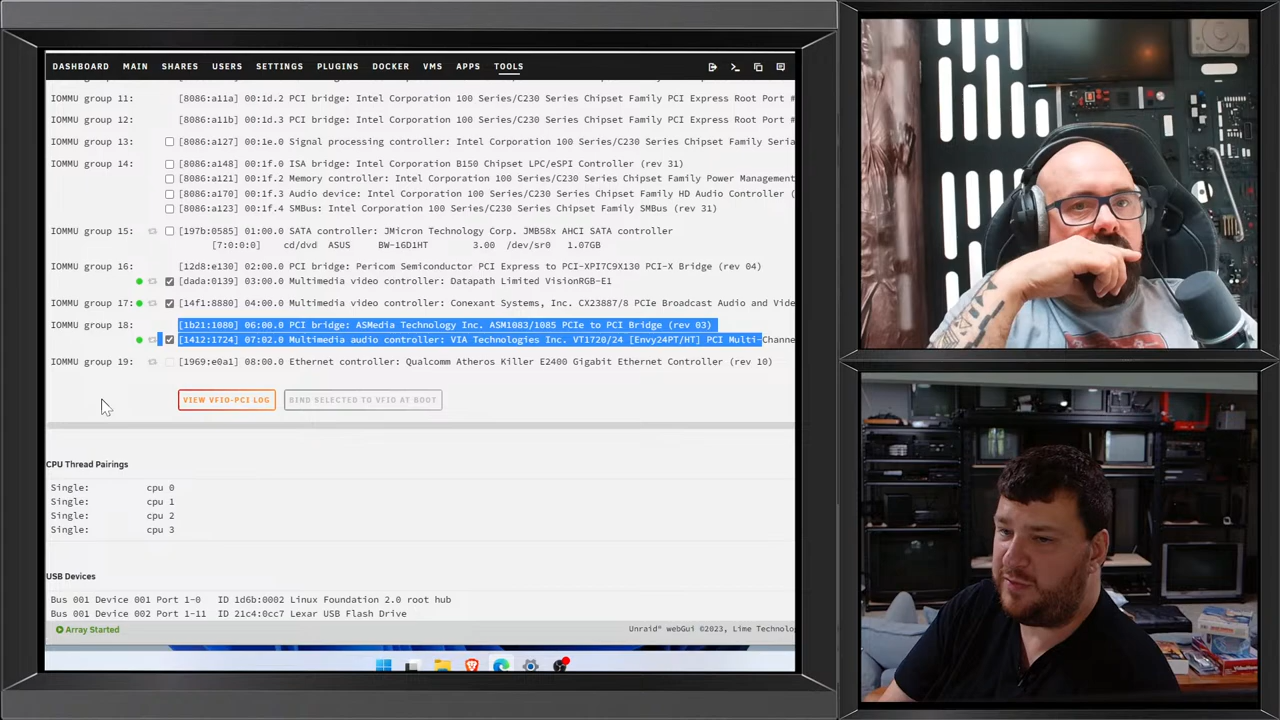 DASHBOARD MAIN SHARES USERS SETTINGS PLUGINS DOCKER VMS APPS TOOLS
IOMMU group 11: [8086:a11a] 00:1d.2 PCI bridge: Intel Corporation 100 Series/C230 Series Chipset Family PCI Express Root Port #
IOMMU group 12: [8086:a11b] 00:1d.3 PCI bridge: Intel Corporation 100 Series/C230 Series Chipset Family PCI Express Root Port #
IOMMU group 13: [8086:a127] 00:1e.0 Signal processing controller: Intel Corporation 100 Series/C230 Series Chipset Family Seria
IOMMU group 14: [8086:a148] 00:1f.0 ISA bridge: Intel Corporation B150 Chipset LPC/eSPI Controller (rev 31)
[8086:a121] 00:1f.2 Memory controller: Intel Corporation 100 Series/C230 Series Chipset Family Power Management
[8086:a170] 00:1f.3 Audio device: Intel Corporation 100 Series/C230 Series Chipset Family HD Audio Controller (
[8086:a123] 00:1f.4 SMBus: Intel Corporation 100 Series/C230 Series Chipset Family SMBus (rev 31)
IOMMU group 15: [197b:0585] 01:00.0 SATA controller: JMicron Technology Corp. JMB58x AHCI SATA controller
[7:0:0:0] cd/dvd ASUS BW-16D1HT 3.00 /dev/sr0 1.07GB
IOMMU group 16: [12d8:e130] 02:00.0 PCI bridge: Pericom Semiconductor PCI Express to PCI-XPI7C9X130 PCI-X Bridge (rev 04)
[dada:0139] 03:00.0 Multimedia video controller: Datapath Limited VisionRGB-E1
IOMMU group 17: [14f1:8880] 04:00.0 Multimedia video controller: Conexant Systems, Inc. CX23887/8 PCIe Broadcast Audio and Vide
IOMMU group 18: [1b21:1080] 06:00.0 PCI bridge: ASMedia Technology Inc. ASM1083/1085 PCIe to PCI Bridge (rev 03)
[1412:1724] 07:02.0 Multimedia audio controller: VIA Technologies Inc. VT1720/24 [Envy24PT/HT] PCI Multi-Channe
IOMMU group 19: [1969:e0a1] 08:00.0 Ethernet controller: Qualcomm Atheros Killer E2400 Gigabit Ethernet Controller (rev 10)
VIEW VFIO-PCI LOG BIND SELECTED TO VFIO AT BOOT
CPU Thread Pairings
Single: cpu 0
Single: cpu 1
Single: cpu 2
Single: cpu 3
USB Devices
Bus 001 Device 001 Port 1-0 ID 1d6b:0002 Linux Foundation 2.0 root hub
Bus 001 Device 002 Port 1-11 ID 21c4:0cc7 Lexar USB Flash Drive
Array Started Unraid® webGui ©2023, Lime Technolo